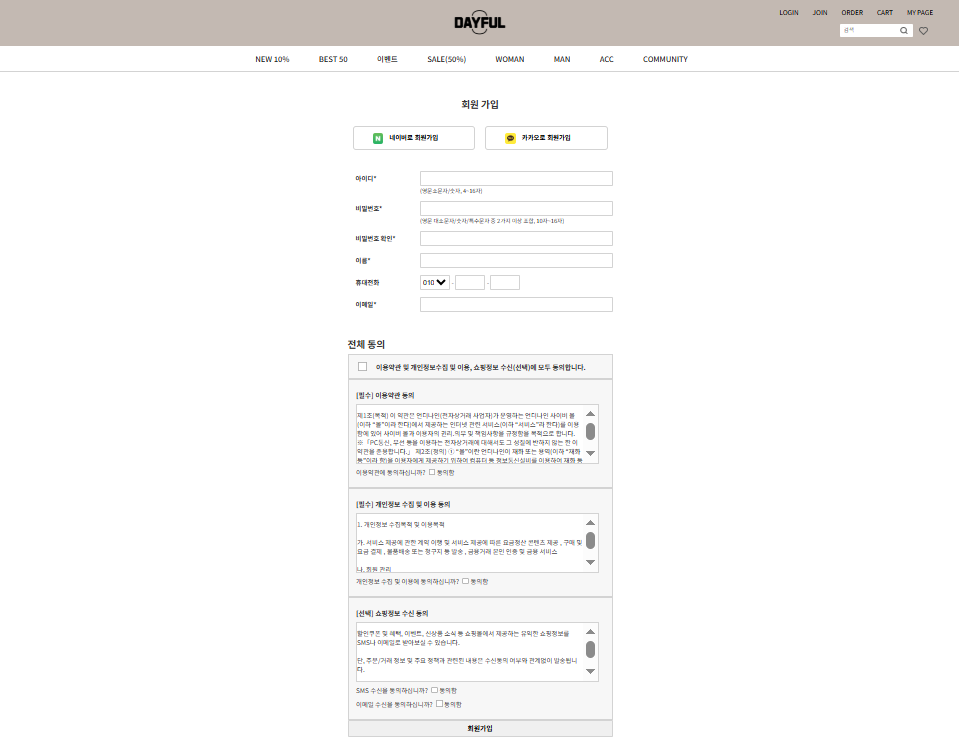 DAYFUL
LOGIN JOIN ORDER CART MY PAGE
검색
NEW 10% BEST 50 이벤트 SALE(50%) WOMAN MAN ACC COMMUNITY
회원 가입
네이버로 회원가입 카카오로 회원가입
아이디*
(영문소문자/숫자, 4~16자)
비밀번호*
(영문 대소문자/숫자/특수문자 중 2가지 이상 조합, 10자~16자)
비밀번호 확인*
이름*
휴대전화 010 - -
이메일*
전체 동의
이용약관 및 개인정보수집 및 이용, 쇼핑정보 수신(선택)에 모두 동의합니다.
[필수] 이용약관 동의
제1조(목적) 이 약관은 언더나인(전자상거래 사업자)가 운영하는 언더나인 사이버 몰
(이하 "몰"이라 한다)에서 제공하는 인터넷 관련 서비스(이하 "서비스"라 한다)를 이용
함에 있어 사이버 몰과 이용자의 권리,의무 및 책임사항을 규정함을 목적으로 합니다.
※「PC통신, 무선 등을 이용하는 전자상거래에 대해서도 그 성질에 반하지 않는 한 이
약관을 준용합니다.」 제2조(정의) ① "몰"이란 언더나인이 재화 또는 용역(이하 "재화
등"이라 함)을 이용자에게 제공하기 위하여 컴퓨터 등 정보통신설비를 이용하여 재화 등
이용약관에 동의하십니까? 동의함
[필수] 개인정보 수집 및 이용 동의
1. 개인정보 수집목적 및 이용목적
가. 서비스 제공에 관한 계약 이행 및 서비스 제공에 따른 요금정산 콘텐츠 제공 , 구매 및
요금 결제 , 물품배송 또는 청구지 등 발송 , 금융거래 본인 인증 및 금융 서비스
나. 회원 관리
개인정보 수집 및 이용에 동의하십니까? 동의함
[선택] 쇼핑정보 수신 동의
할인쿠폰 및 혜택, 이벤트, 신상품 소식 등 쇼핑몰에서 제공하는 유익한 쇼핑정보를
SMS나 이메일로 받아보실 수 있습니다.
단, 주문/거래 정보 및 주요 정책과 관련된 내용은 수신동의 여부와 관계없이 발송됩니
다.
SMS 수신을 동의하십니까? 동의함
이메일 수신을 동의하십니까? 동의함
회원가입